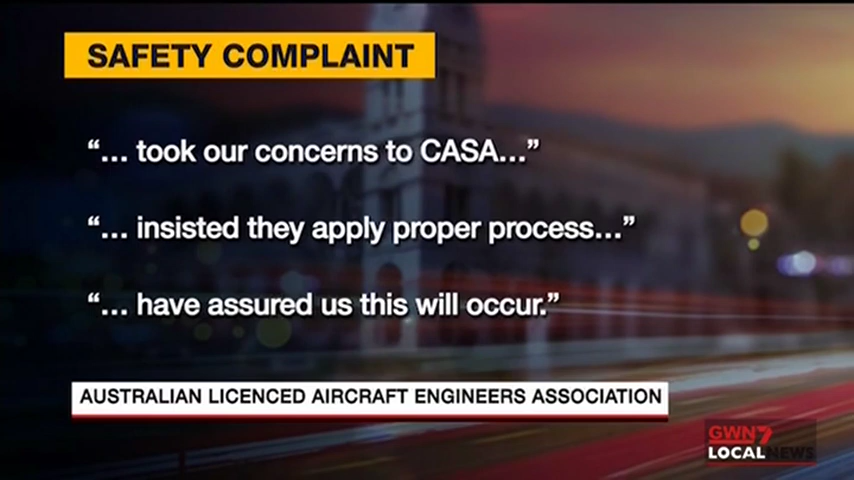 SAFETY COMPLAINT
“… took our concerns to CASA…”
“… insisted they apply proper process…”
“… have assured us this will occur.”
AUSTRALIAN LICENCED AIRCRAFT ENGINEERS ASSOCIATION
GWN7
LOCAL NEWS